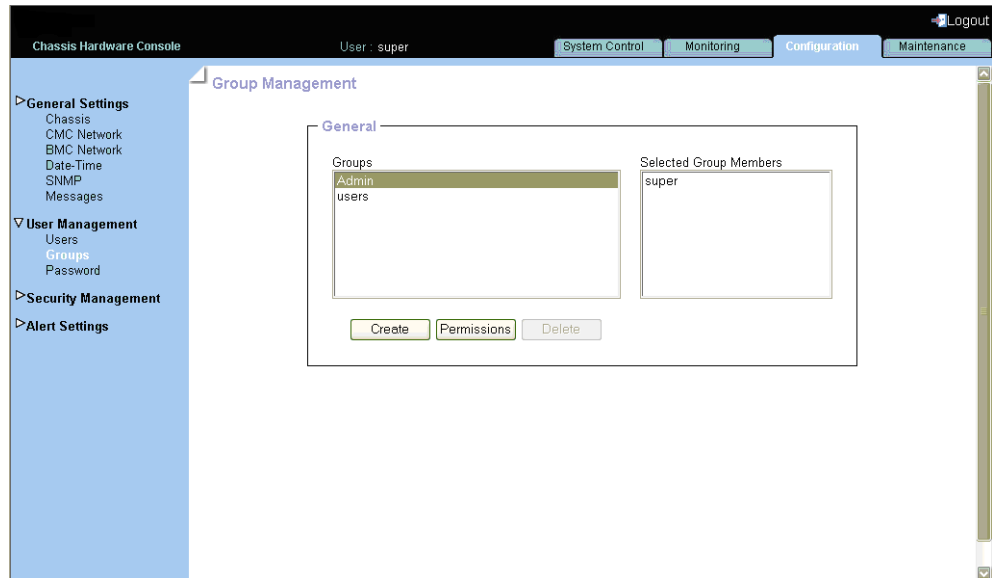 Logout
Chassis Hardware Console
User : super
System Control
Monitoring
Configuration
Maintenance
General Settings
Chassis
CMC Network
BMC Network
Date-Time
SNMP
Messages
User Management
Users
Groups
Password
Security Management
Alert Settings
Group Management
General
Groups
Admin
users
Selected Group Members
super
Create
Permissions
Delete